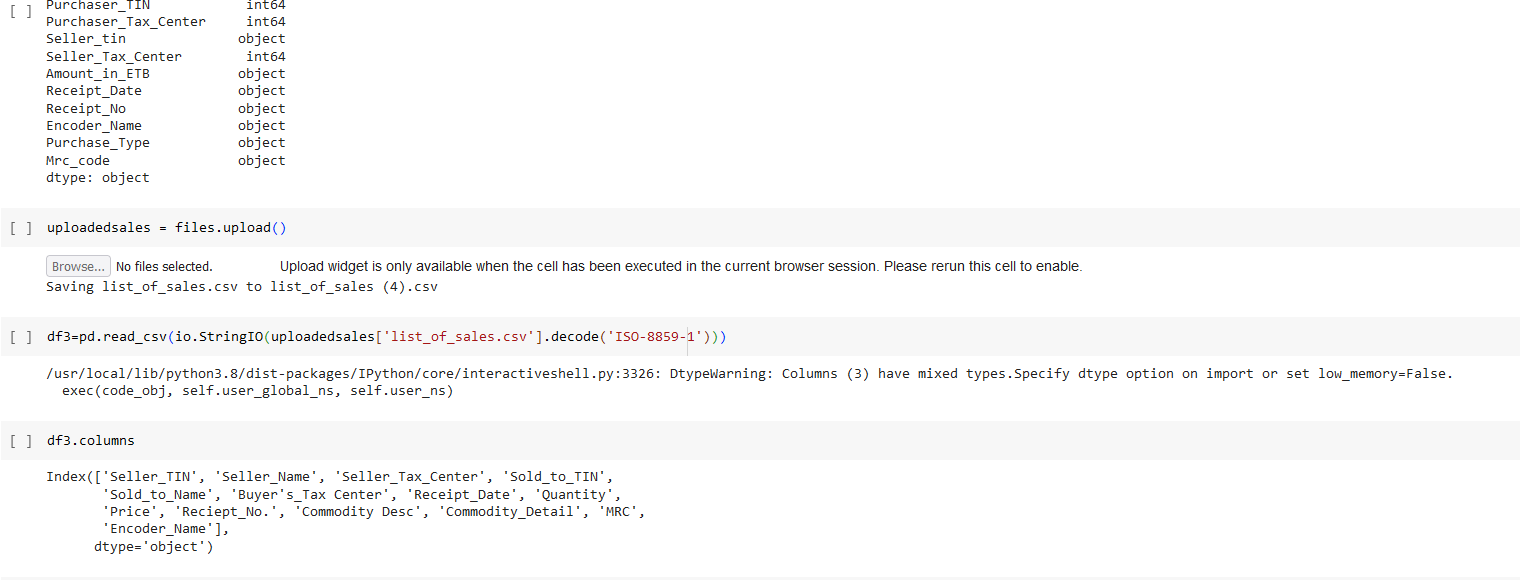 Purchaser_TIN int64
[ ]
Purchaser_Tax_Center int64
Seller_tin object
Seller_Tax_Center int64
Amount_in_ETB object
Receipt_Date object
Receipt_No object
Encoder_Name object
Purchase_Type object
Mrc_code object
dtype: object
[ ] uploadedsales = files.upload()
Browse... No files selected. Upload widget is only available when the cell has been executed in the current browser session. Please rerun this cell to enable.
Saving list_of_sales.csv to list_of_sales (4).csv
[ ] df3=pd.read_csv(io.StringIO(uploadedsales['list_of_sales.csv'].decode('ISO-8859-1')))
/usr/local/lib/python3.8/dist-packages/IPython/core/interactiveshell.py:3326: DtypeWarning: Columns (3) have mixed types.Specify dtype option on import or set low_memory=False.
exec(code_obj, self.user_global_ns, self.user_ns)
[ ] df3.columns
Index(['Seller_TIN', 'Seller_Name', 'Seller_Tax_Center', 'Sold_to_TIN',
'Sold_to_Name', 'Buyer's_Tax Center', 'Receipt_Date', 'Quantity',
'Price', 'Reciept_No.', 'Commodity Desc', 'Commodity_Detail', 'MRC',
'Encoder_Name'],
dtype='object')